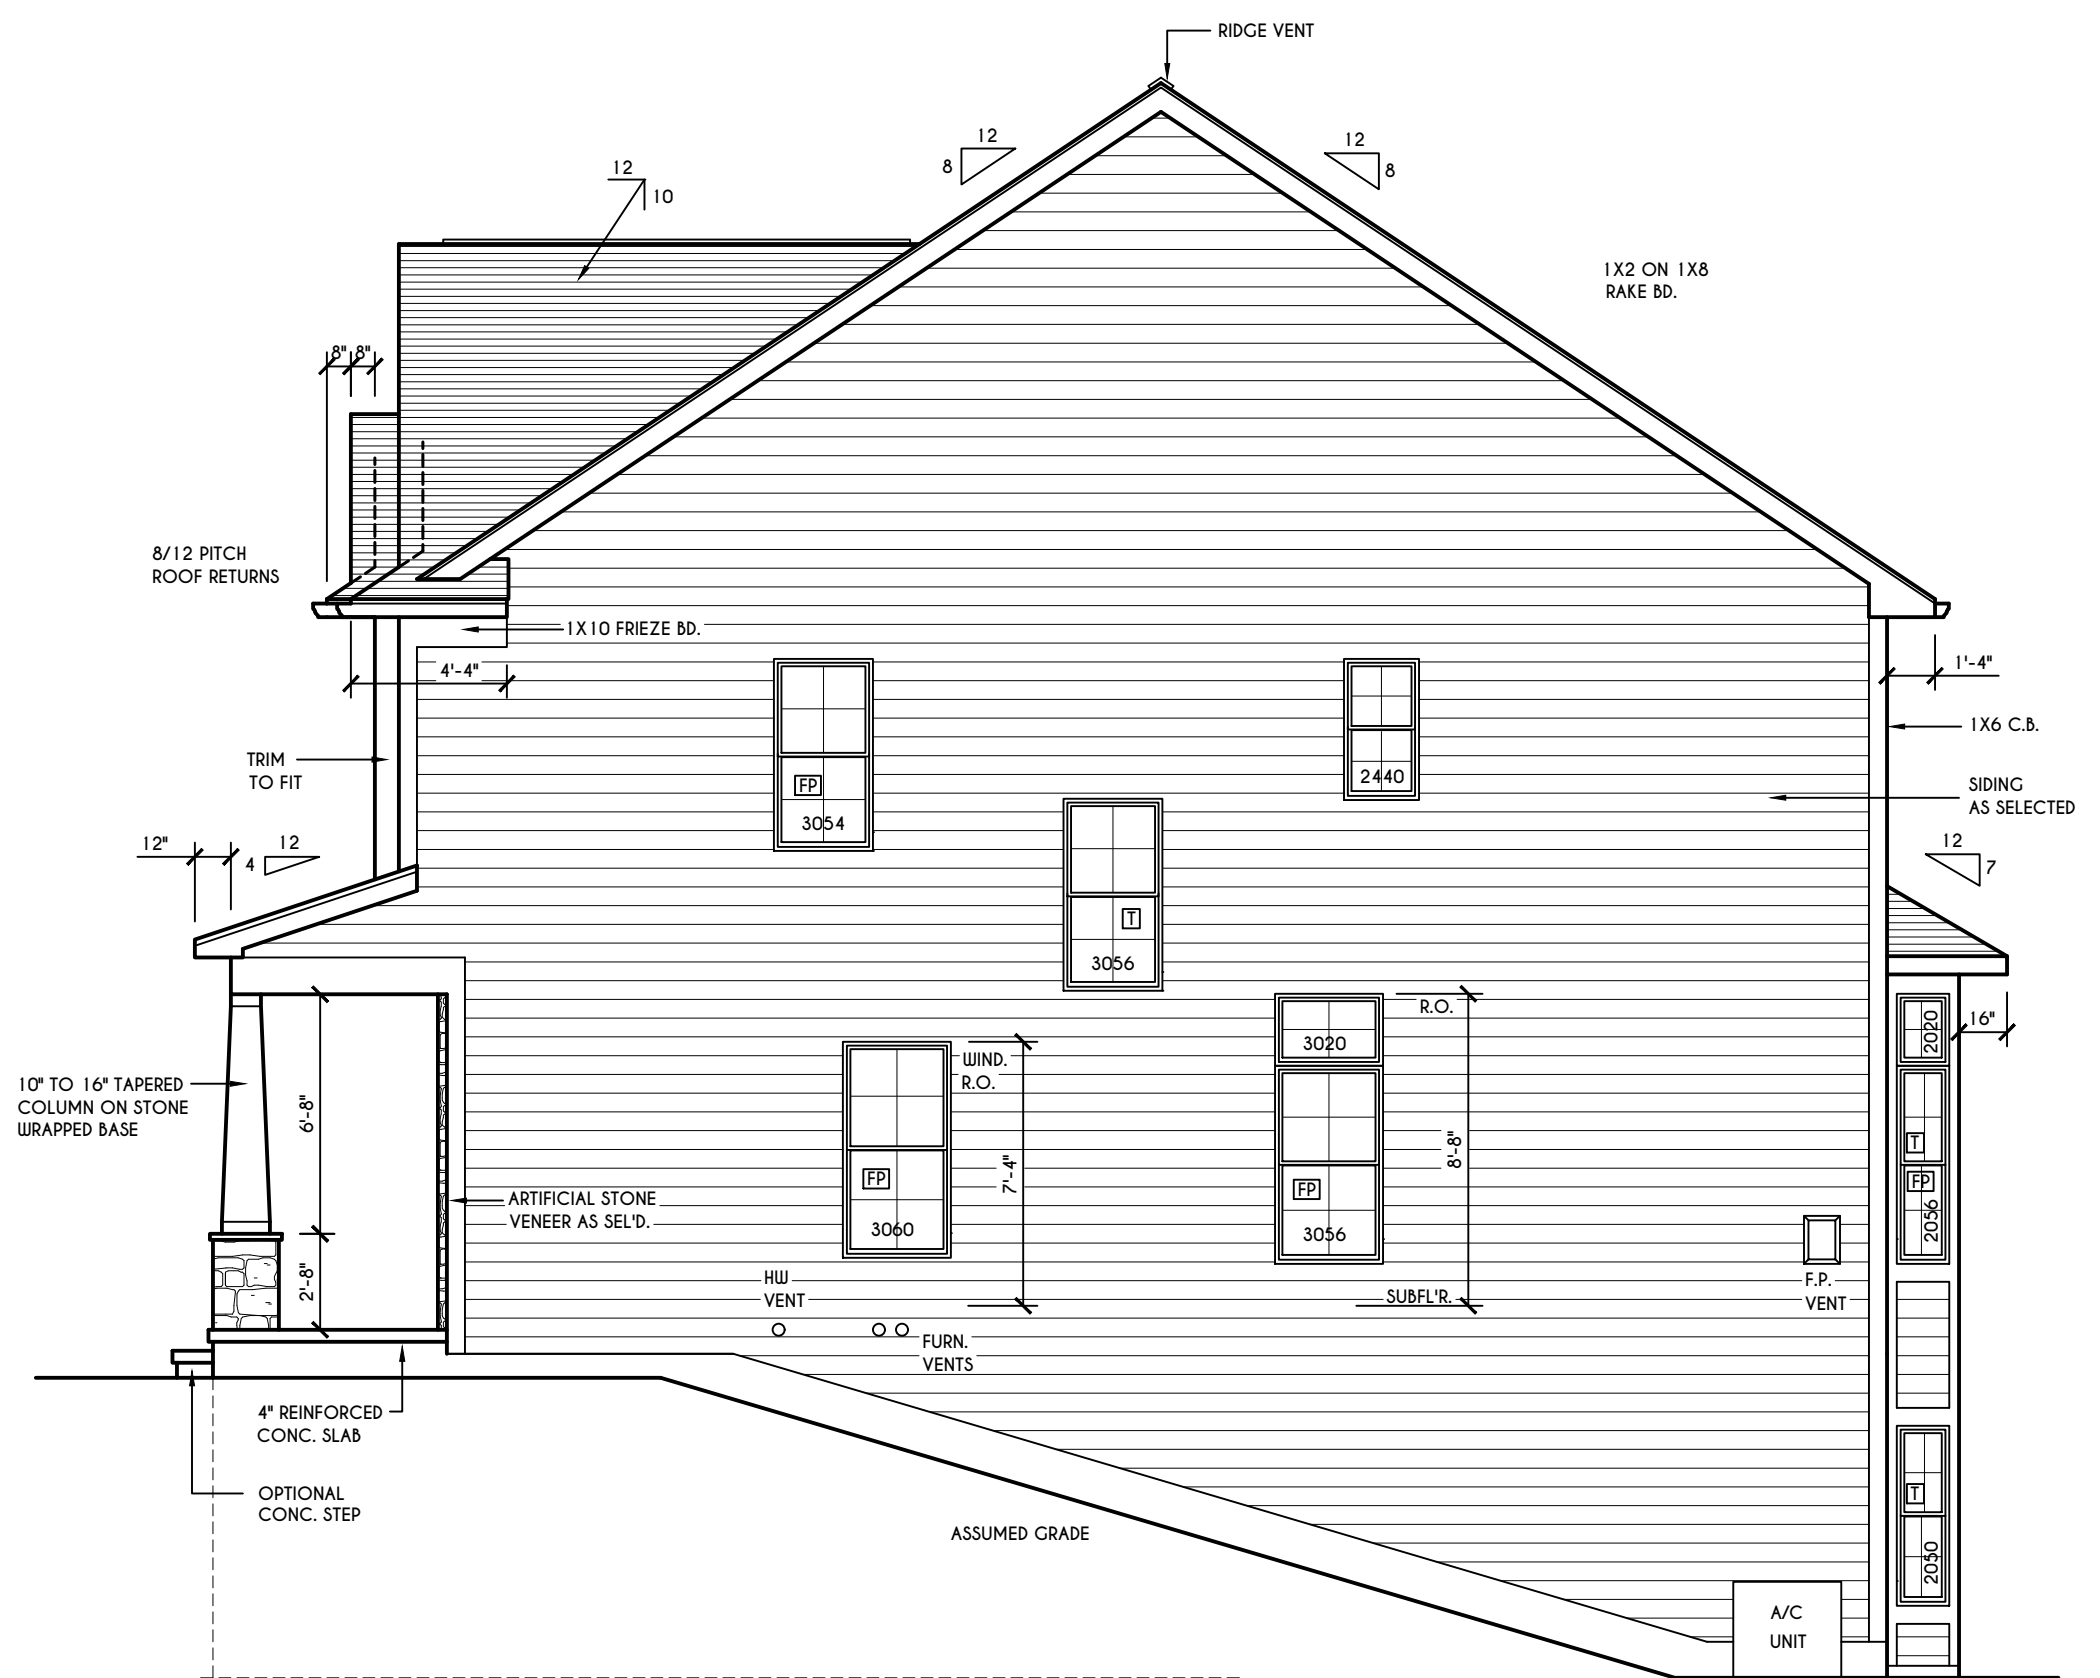 RIDGE VENT
12
8
12
8
12
10
1X2 ON 1X8
RAKE BD.
8"
8"
8/12 PITCH
ROOF RETURNS
1X10 FRIEZE BD.
4'-4"
1'-4"
1X6 C.B.
TRIM
TO FIT
FP
3054
2440
SIDING
AS SELECTED
12"
12
4
12
7
T
3056
R.O.
3020
WIND.
R.O.
2020
16"
10" TO 16" TAPERED
COLUMN ON STONE
WRAPPED BASE
6'-8"
7'-4"
8'-8"
T
FP
2056
FP
3060
FP
3056
ARTIFICIAL STONE
VENEER AS SEL'D.
2'-8"
HW
VENT
SUBFL'R.
F.P.
VENT
FURN.
VENTS
4" REINFORCED
CONC. SLAB
OPTIONAL
CONC. STEP
T
2050
ASSUMED GRADE
A/C
UNIT